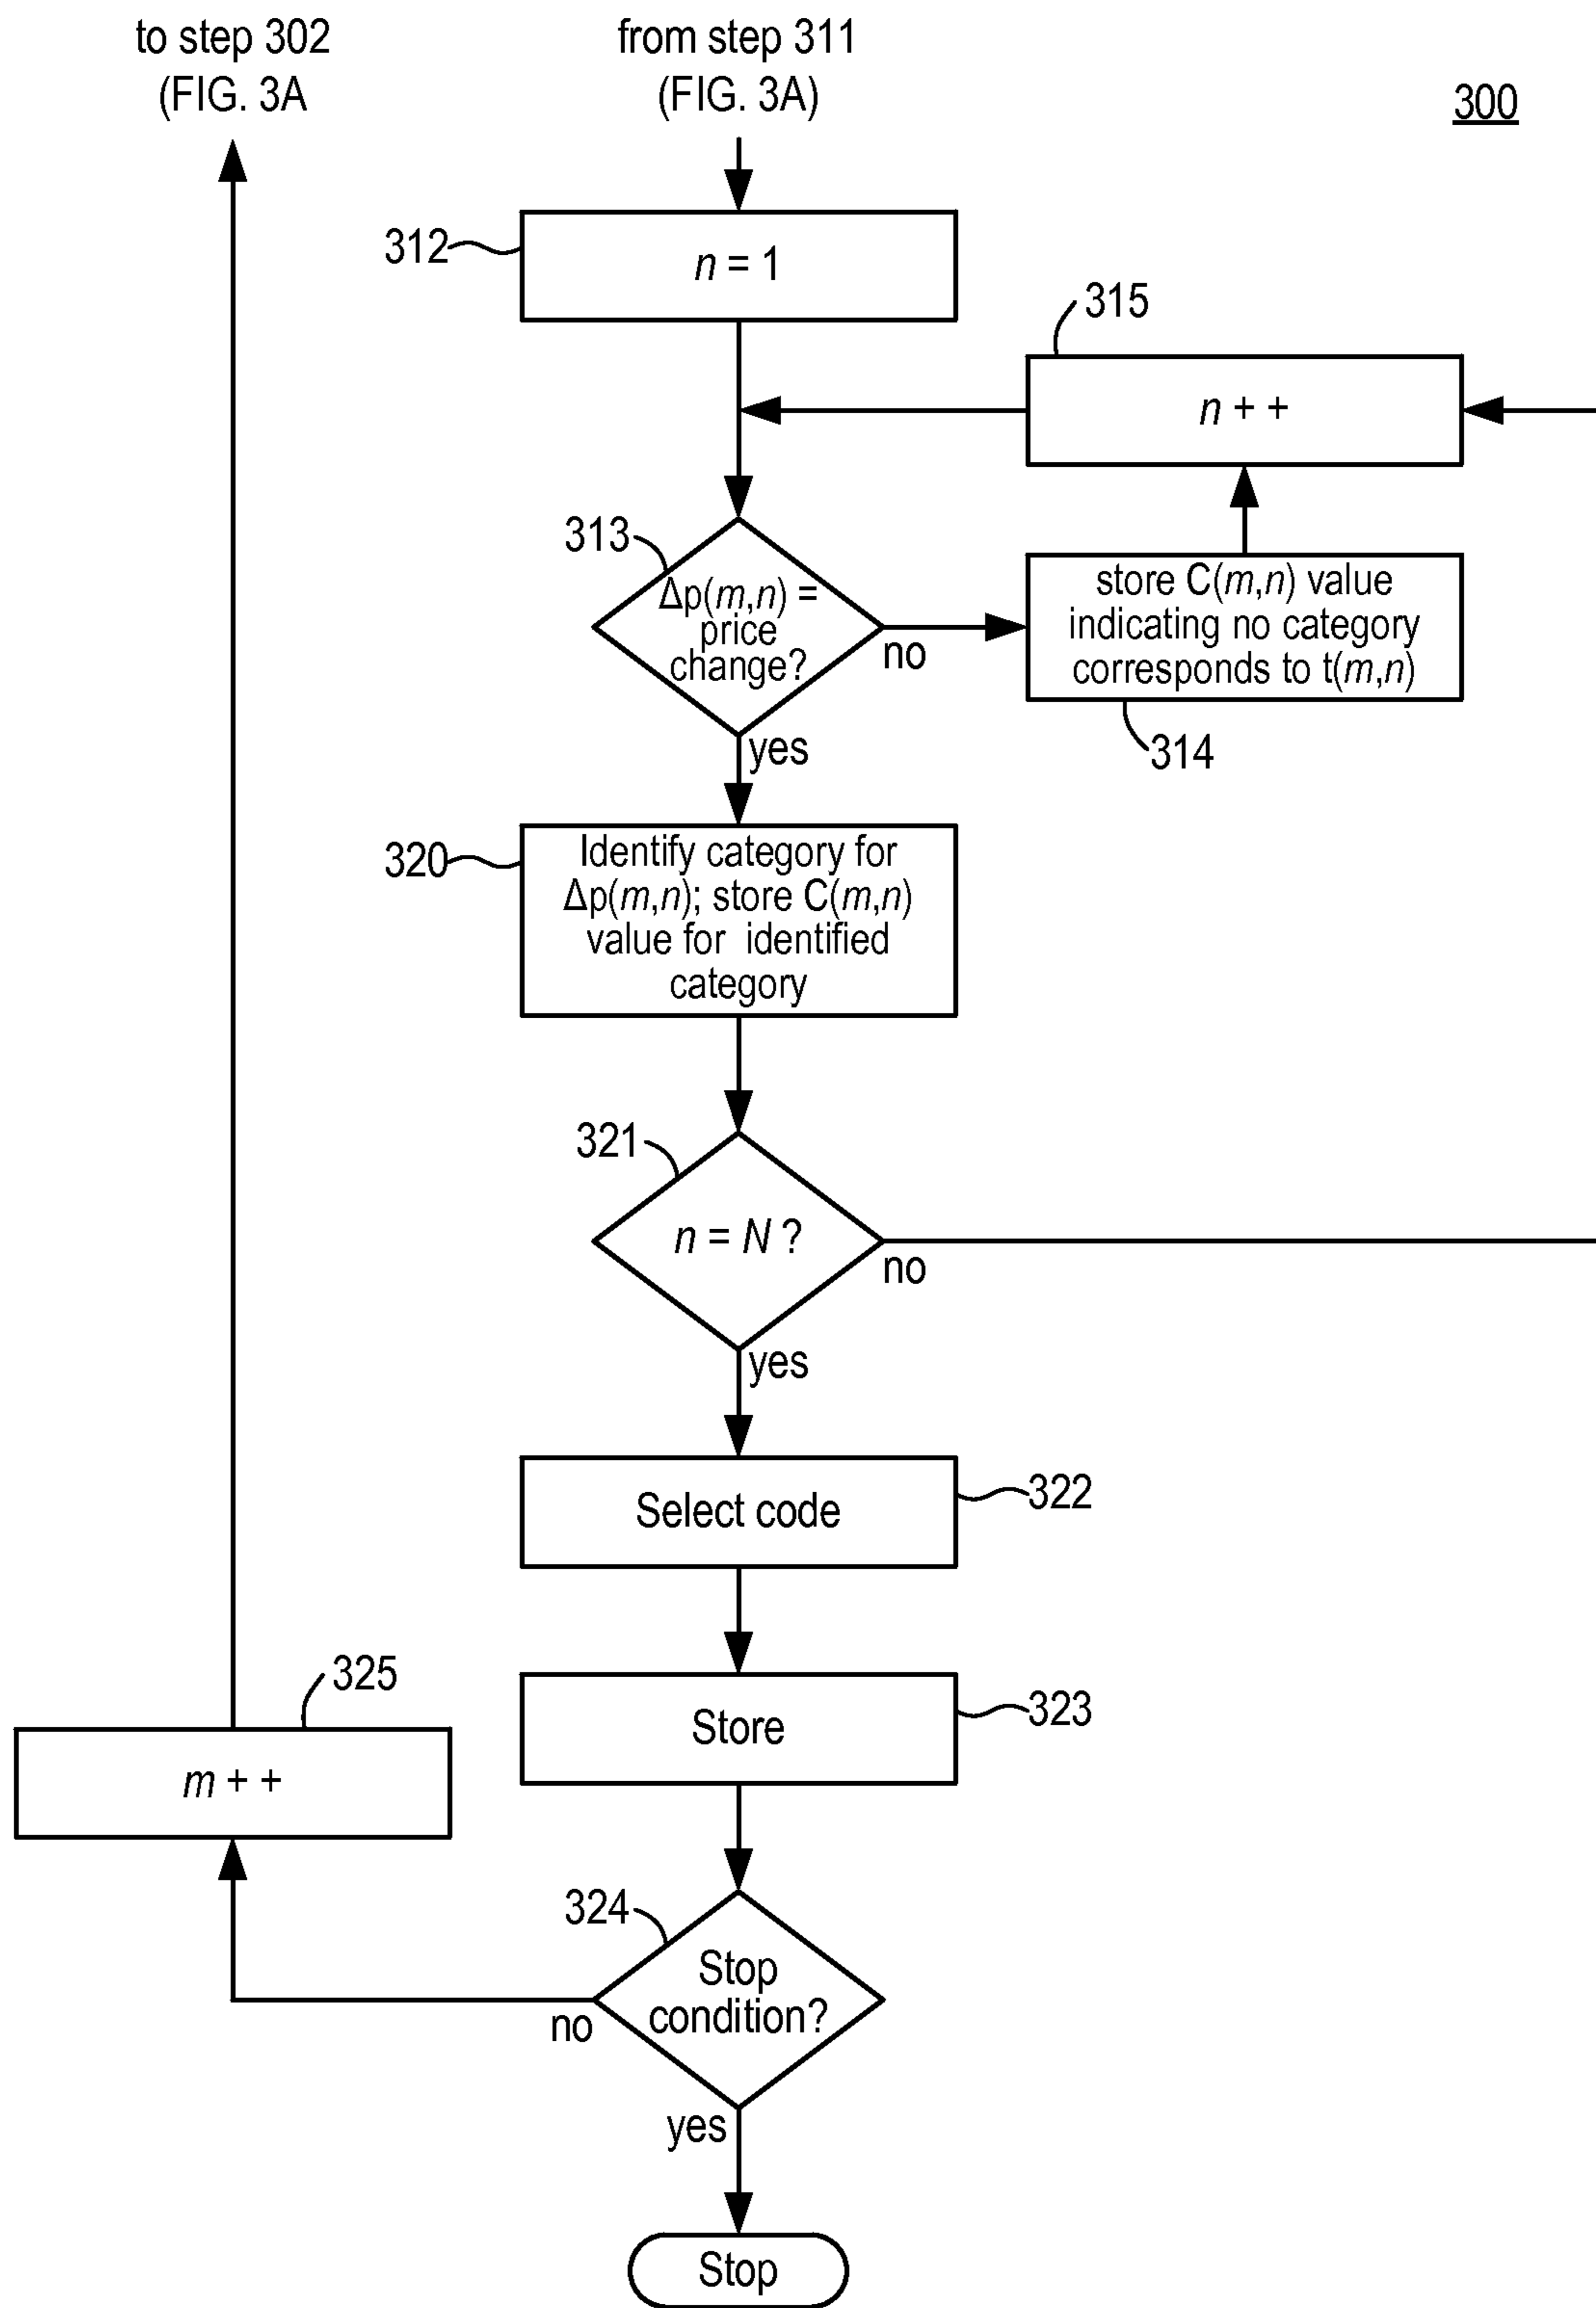 to step 302
(FIG. 3A
from step 311
(FIG. 3A)
300
312
n = 1
315
n + +
313
Δp(m,n) =
price
change?
no
store C(m,n) value
indicating no category
corresponds to t(m,n)
314
yes
320
Identify category for
Δp(m,n); store C(m,n)
value for identified
category
321
n = N ?
no
yes
Select code
322
325
Store
323
m + +
324
Stop
condition?
no
yes
Stop